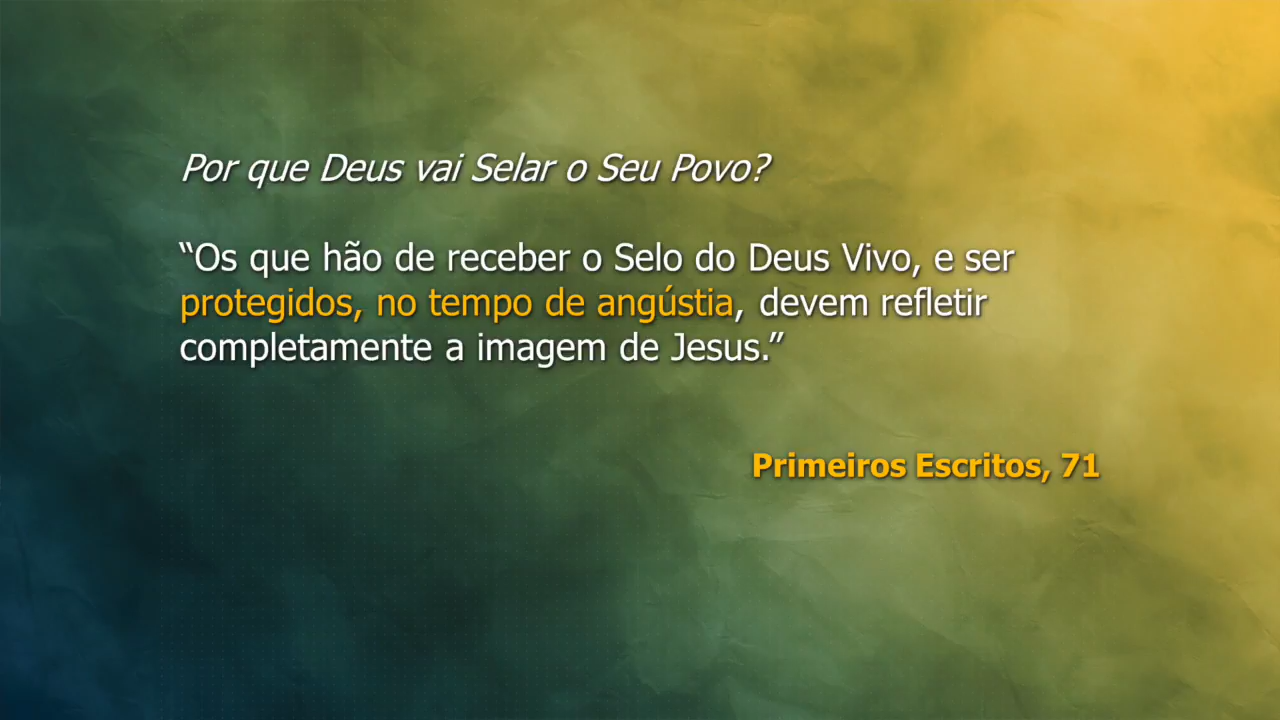 Por que Deus vai Selar o Seu Povo?
“Os que hão de receber o Selo do Deus Vivo, e ser
protegidos, no tempo de angústia, devem refletir
completamente a imagem de Jesus.”
Primeiros Escritos, 71